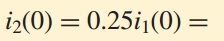 i₂(0) = 0.25i₁(0) =